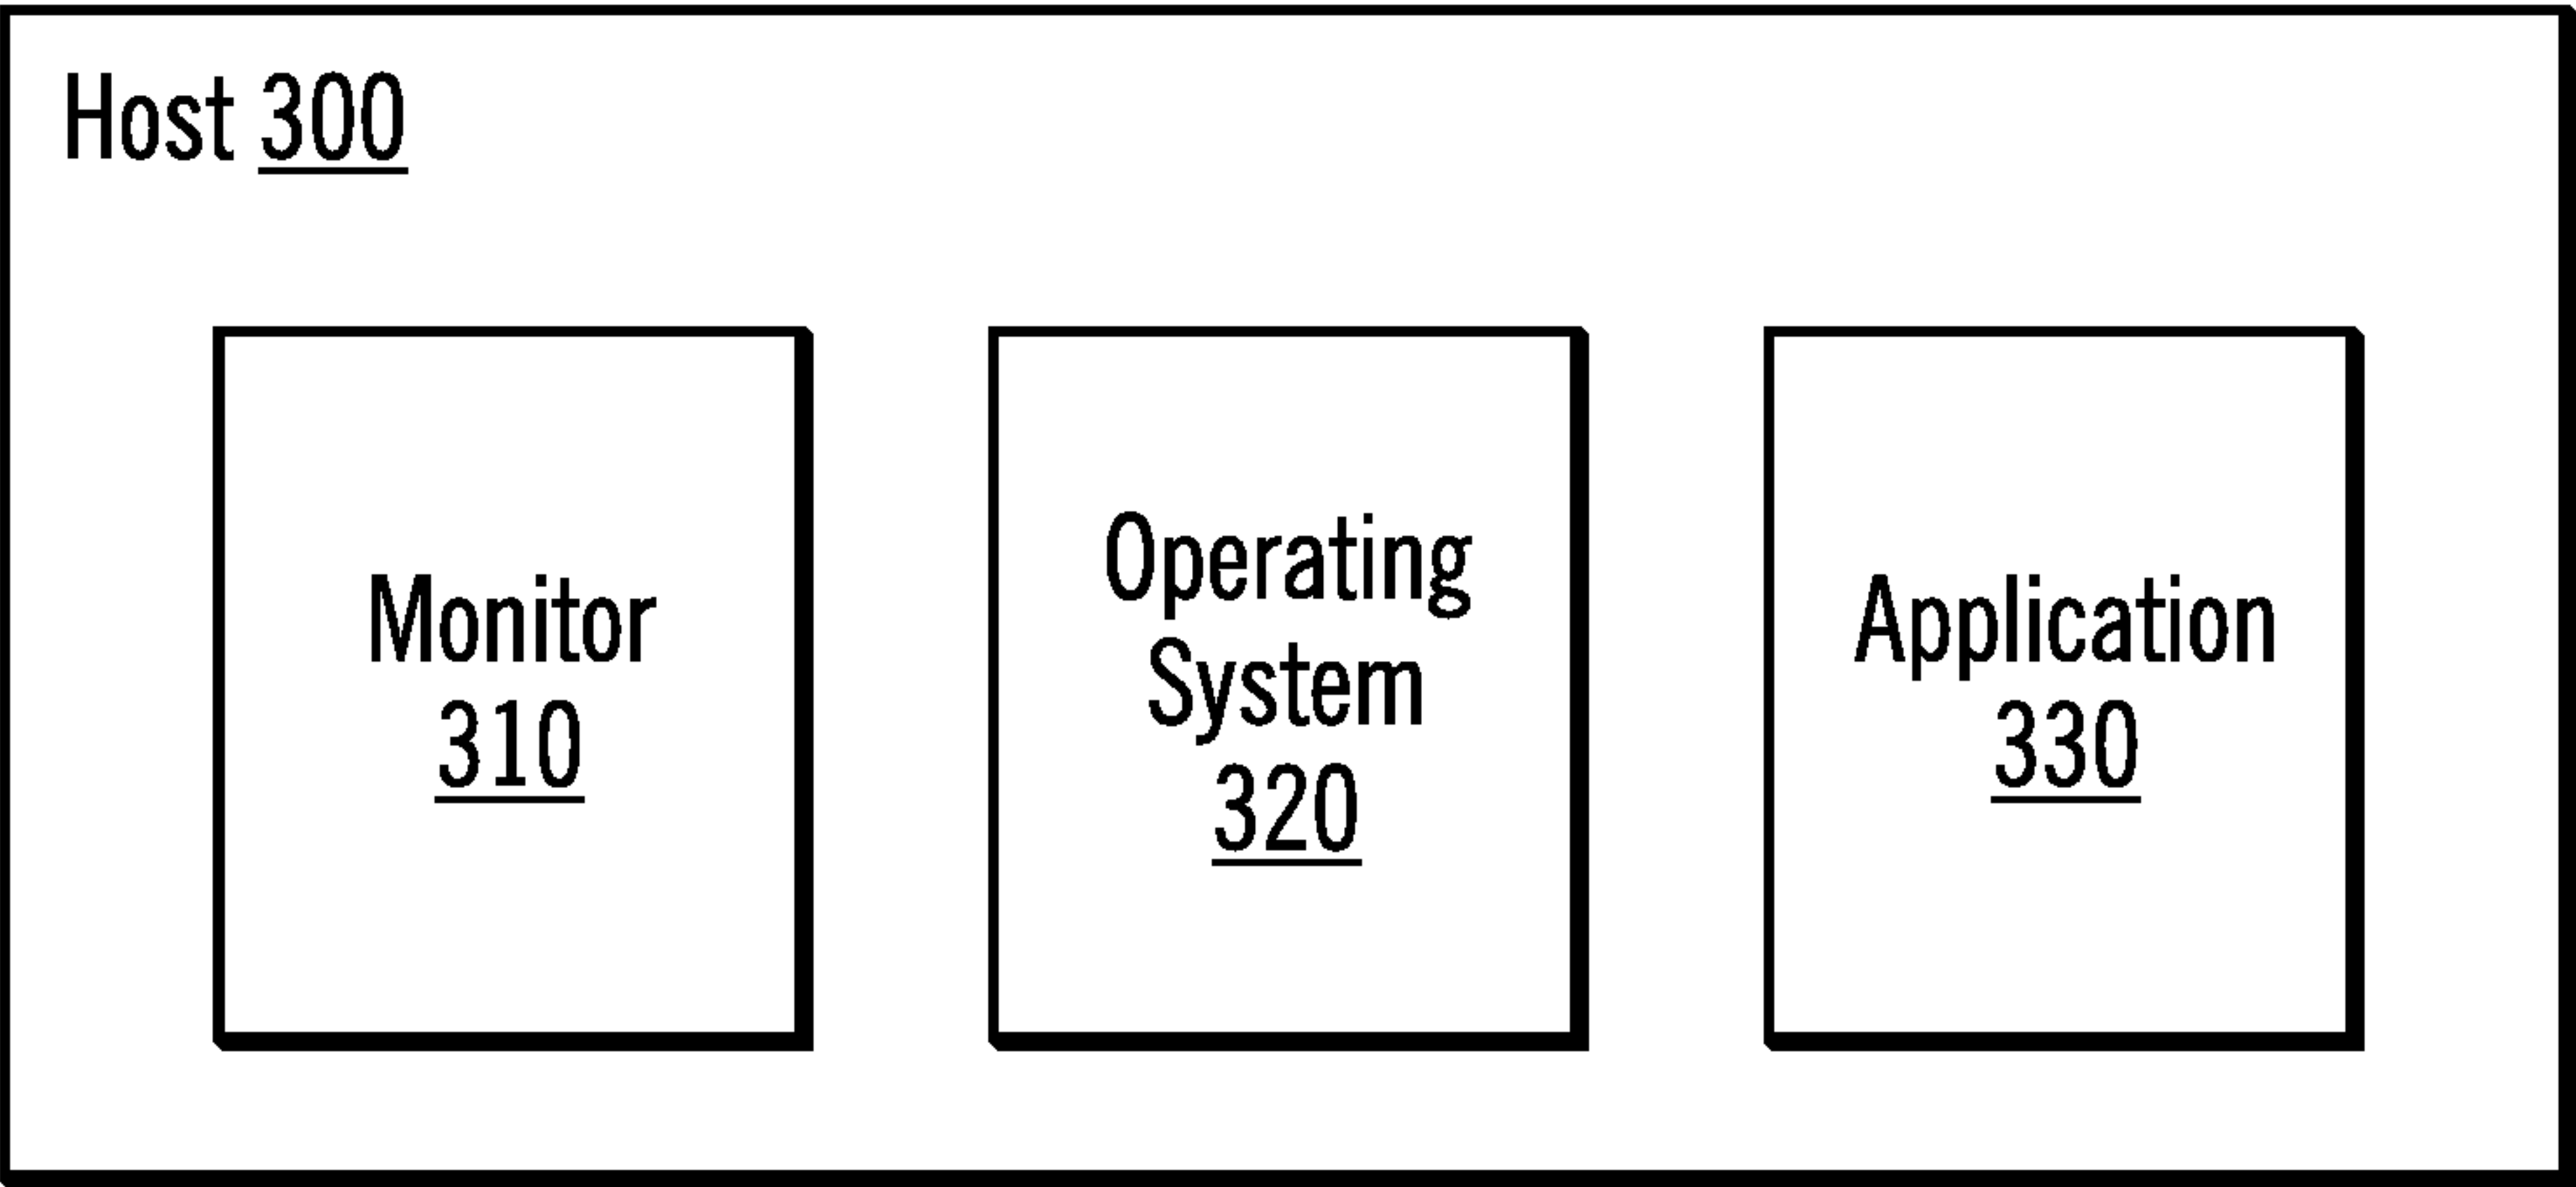 Host 300
Monitor
310
Operating
System
320
Application
330